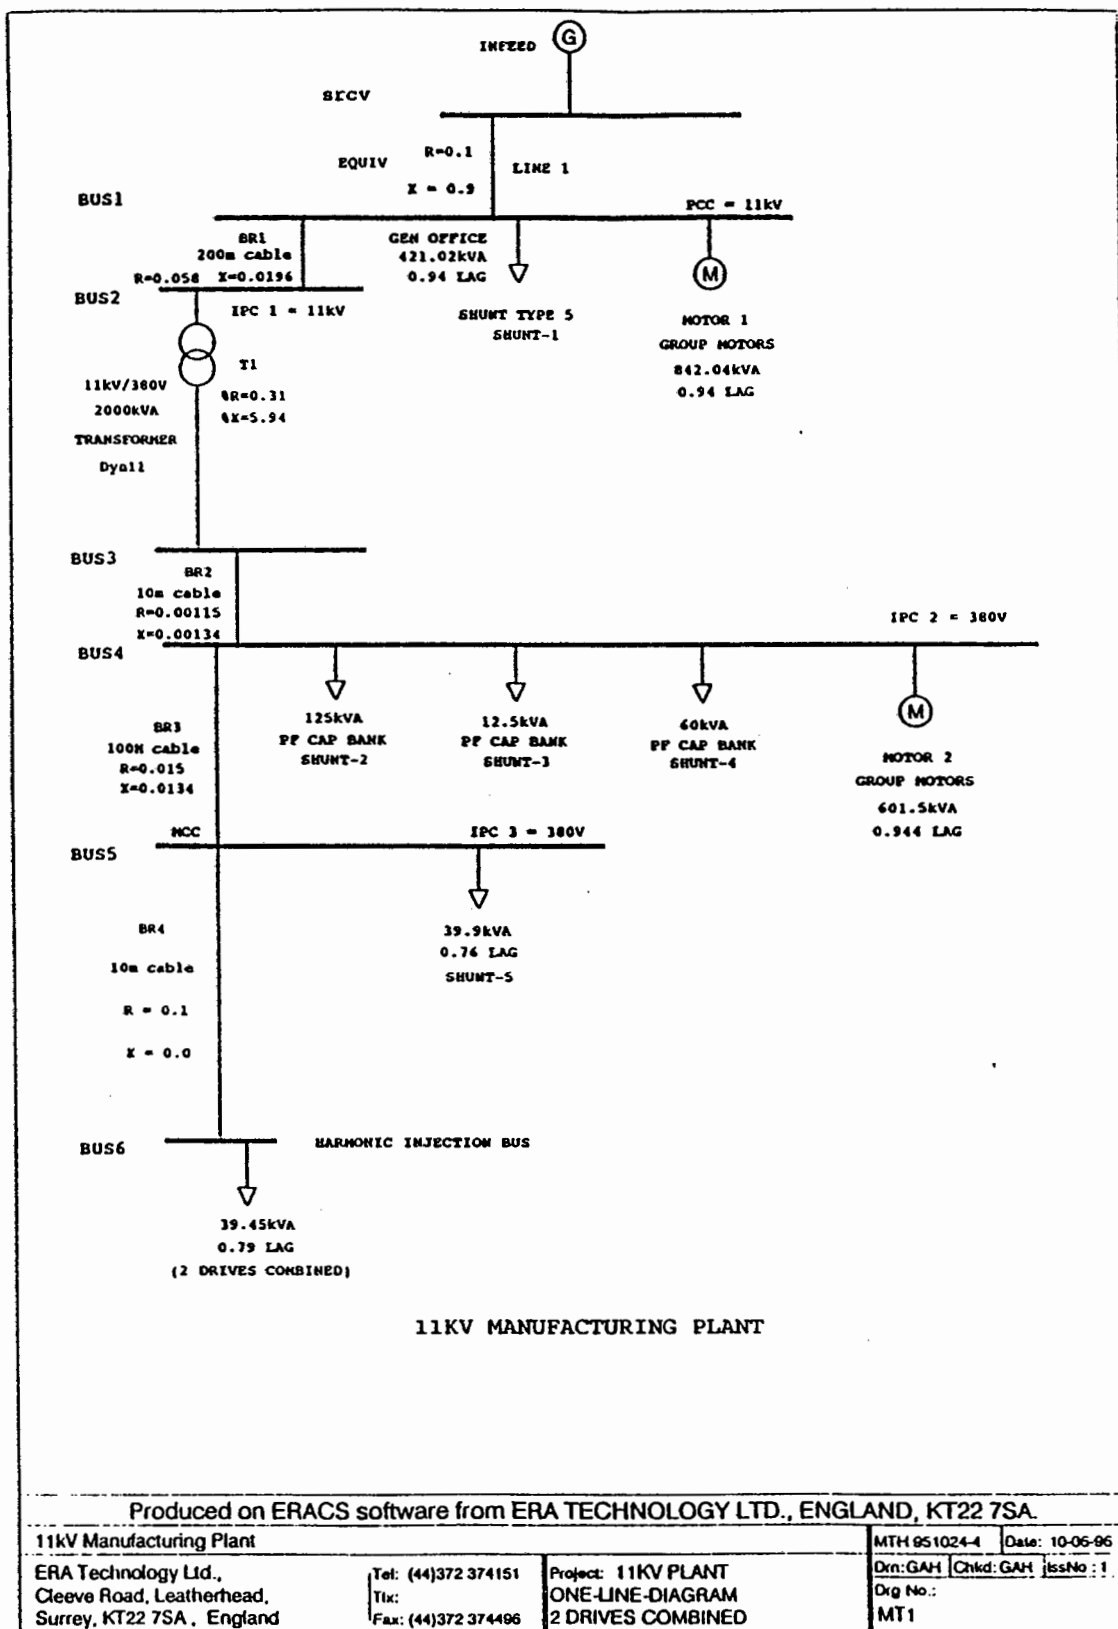 INFEED
G
SRCV
EQUIV
R=0.1
X = 0.9
LINE 1
BUS1
PCC = 11kV
BR1
200m cable
R=0.058 X=0.0196
GEN OFFICE
421.02kVA
0.94 LAG
SHUNT TYPE 5
SHUNT-1
M
MOTOR 1
GROUP MOTORS
842.04kVA
0.94 LAG
BUS2
IPC 1 = 11kV
T1
11kV/380V
2000kVA
TRANSFORMER
Dyn11
%R=0.31
%X=5.94
BUS3
BR2
10m cable
R=0.00115
X=0.00134
IPC 2 = 380V
BUS4
125kVA
PF CAP BANK
SHUNT-2
12.5kVA
PF CAP BANK
SHUNT-3
60kVA
PF CAP BANK
SHUNT-4
M
MOTOR 2
GROUP MOTORS
601.5kVA
0.944 LAG
BR3
100M cable
R=0.015
X=0.0134
MCC
IPC 3 = 380V
BUS5
39.9kVA
0.76 LAG
SHUNT-5
BR4
10m cable
R = 0.1
X = 0.0
BUS6
HARMONIC INJECTION BUS
39.45kVA
0.79 LAG
(2 DRIVES COMBINED)
11KV MANUFACTURING PLANT
Produced on ERACS software from ERA TECHNOLOGY LTD., ENGLAND, KT22 7SA.
11kV Manufacturing Plant
MTH 951024-4 Date: 10-06-96
ERA Technology Ltd.,
Cleeve Road, Leatherhead,
Surrey, KT22 7SA, England
Tel: (44)372 374151
Tlx:
Fax: (44)372 374496
Project: 11KV PLANT
ONE-LINE-DIAGRAM
2 DRIVES COMBINED
Drn:GAH Chkd:GAH IssNo : 1
Drg No.:
MT1